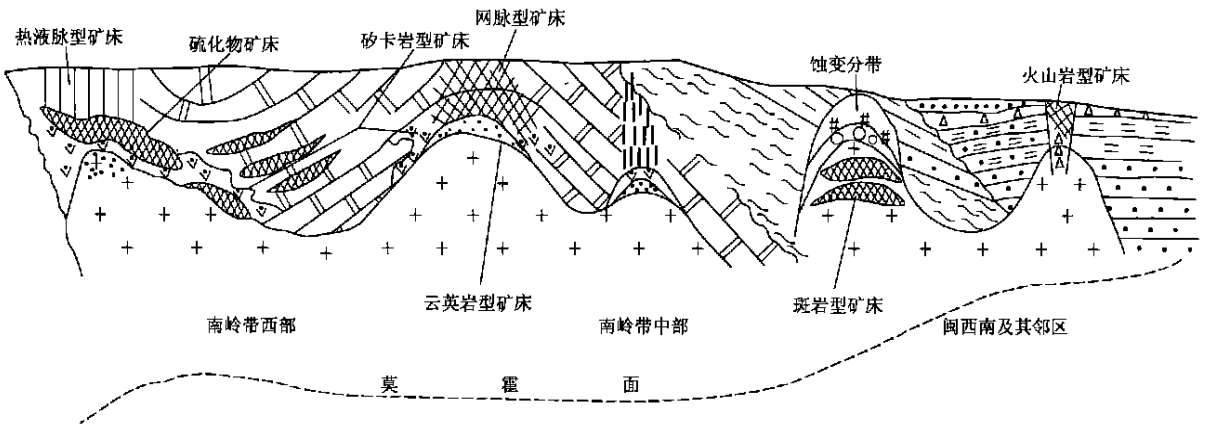 网脉型矿床
热液脉型矿床
硫化物矿床
矽卡岩型矿床
蚀变分带
火山岩型矿床
云英岩型矿床
斑岩型矿床
南岭带西部
南岭带中部
闽西南及其邻区
莫 霍 面